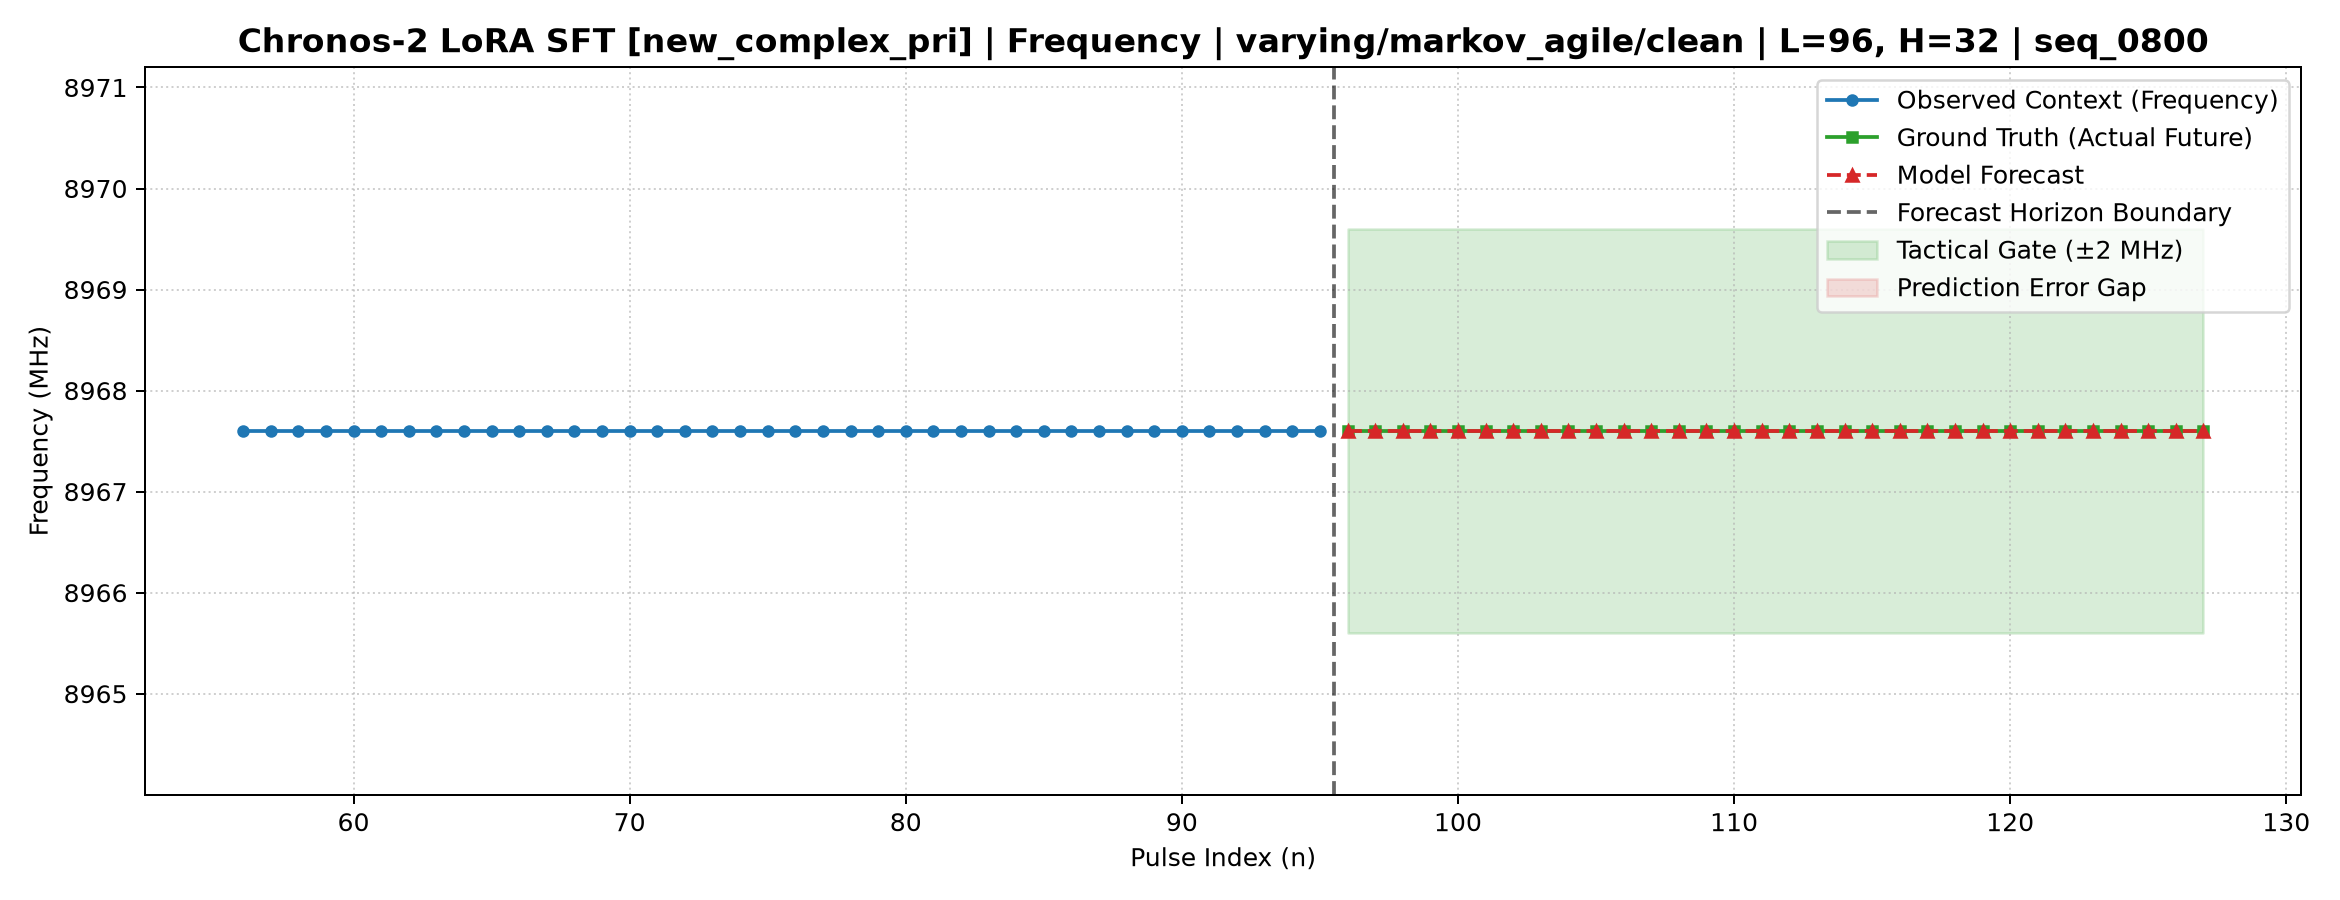 Chronos-2 LoRA SFT [new_complex_pri] | Frequency | varying/markov_agile/clean | L=96, H=32 | seq_0800
Frequency (MHz)
8971
8970
8969
8968
8967
8966
8965
Observed Context (Frequency)
Ground Truth (Actual Future)
Model Forecast
Forecast Horizon Boundary
Tactical Gate (±2 MHz)
Prediction Error Gap
60 70 80 90 100 110 120 130
Pulse Index (n)